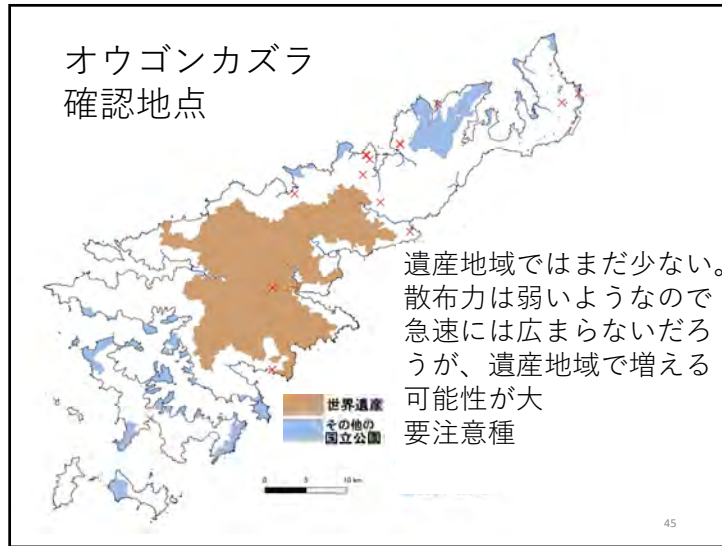 オウゴンカズラ
確認地点
遺産地域ではまだ少ない。
散布力は弱いようなので
急速には広まらないだろ
うが、遺産地域で増える
可能性が大
要注意種
世界遺産
その他の
国立公園
0 5 10 km
45